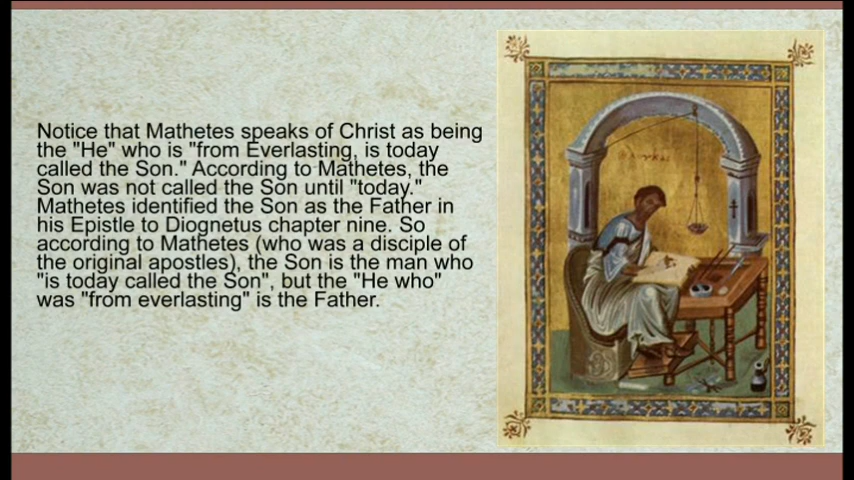 Notice that Mathetes speaks of Christ as being
the "He" who is "from Everlasting, is today
called the Son." According to Mathetes, the
Son was not called the Son until "today."
Mathetes identified the Son as the Father in
his Epistle to Diognetus chapter nine. So
according to Mathetes (who was a disciple of
the original apostles), the Son is the man who
"is today called the Son", but the "He who"
was "from everlasting" is the Father.